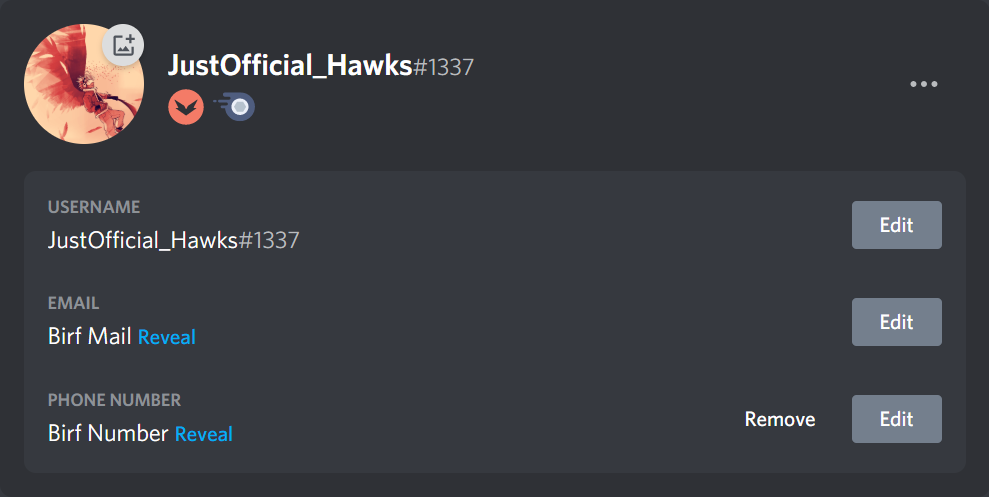 JustOfficial_Hawks#1337
USERNAME
JustOfficial_Hawks#1337
Edit
EMAIL
Birf Mail Reveal
Edit
PHONE NUMBER
Birf Number Reveal
Remove Edit